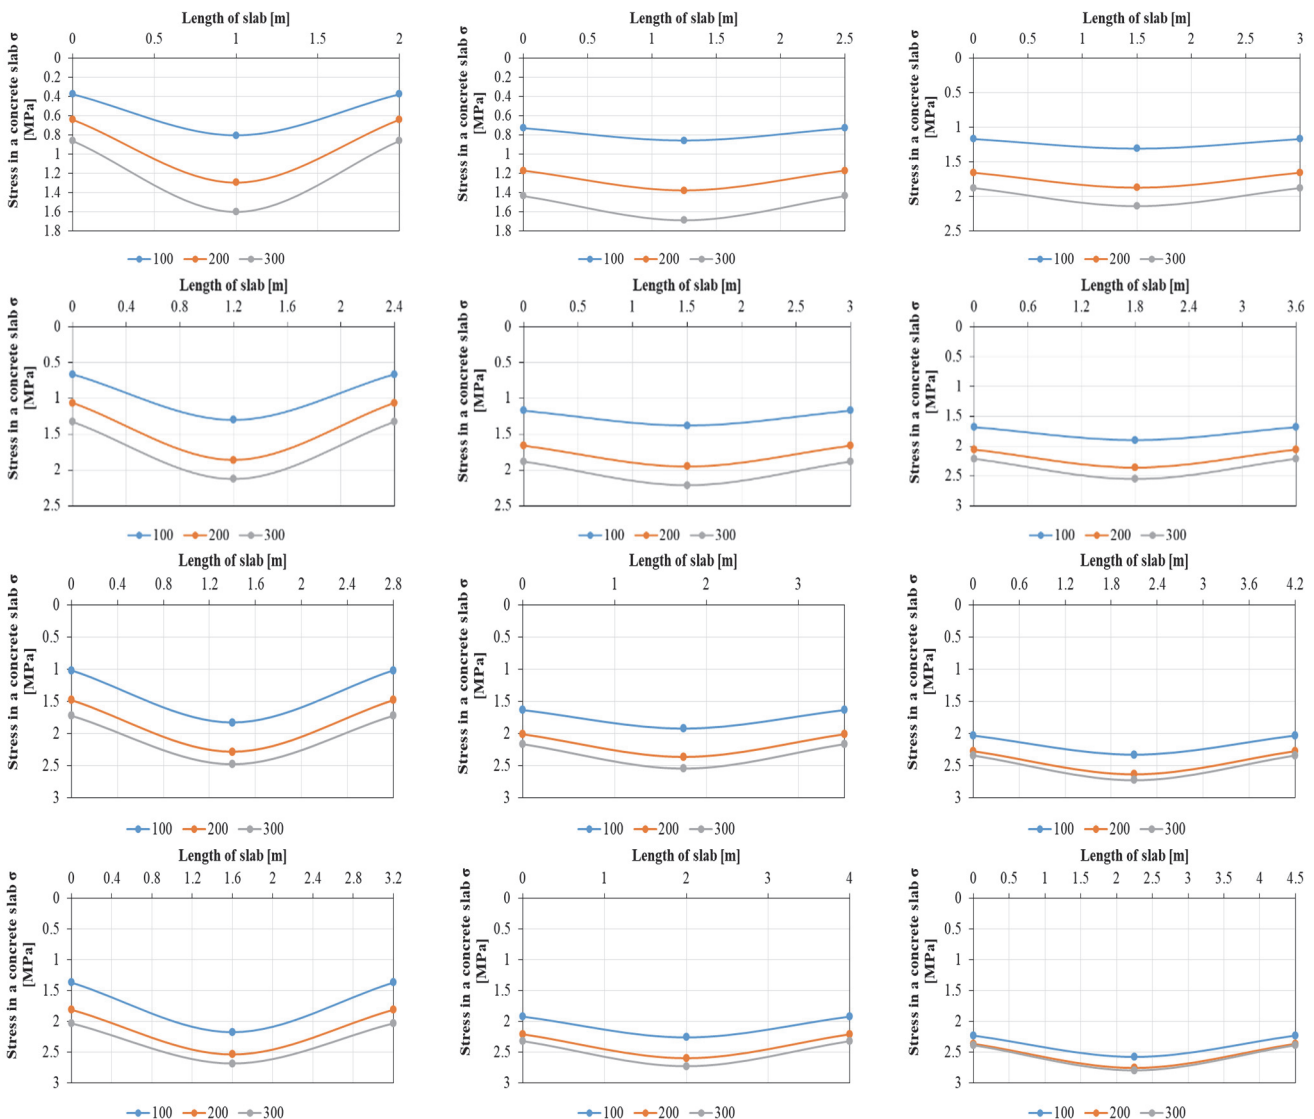 Length of slab [m]
0 0.5 1 1.5 2
Stress in a concrete slab σ
[MPa]
0
0.2
0.4
0.6
0.8
1
1.2
1.4
1.6
1.8
100 200 300
Length of slab [m]
0 0.5 1 1.5 2 2.5
Stress in a concrete slab σ
[MPa]
0
0.2
0.4
0.6
0.8
1
1.2
1.4
1.6
1.8
100 200 300
Length of slab [m]
0 0.5 1 1.5 2 2.5 3
Stress in a concrete slab σ
[MPa]
0
0.5
1
1.5
2
2.5
100 200 300
Length of slab [m]
0 0.4 0.8 1.2 1.6 2 2.4
Stress in a concrete slab σ
[MPa]
0
0.5
1
1.5
2
2.5
100 200 300
Length of slab [m]
0 0.5 1 1.5 2 2.5 3
Stress in a concrete slab σ
[MPa]
0
0.5
1
1.5
2
2.5
100 200 300
Length of slab [m]
0 0.6 1.2 1.8 2.4 3 3.6
Stress in a concrete slab σ
[MPa]
0
0.5
1
1.5
2
2.5
3
100 200 300
Length of slab [m]
0 0.4 0.8 1.2 1.6 2 2.4 2.8
Stress in a concrete slab σ
[MPa]
0
0.5
1
1.5
2
2.5
3
100 200 300
Length of slab [m]
0 1 2 3
Stress in a concrete slab σ
[MPa]
0
0.5
1
1.5
2
2.5
3
100 200 300
Length of slab [m]
0 0.6 1.2 1.8 2.4 3 3.6 4.2
Stress in a concrete slab σ
[MPa]
0
0.5
1
1.5
2
2.5
3
100 200 300
Length of slab [m]
0 0.4 0.8 1.2 1.6 2 2.4 2.8 3.2
Stress in a concrete slab σ
[MPa]
0
0.5
1
1.5
2
2.5
3
100 200 300
Length of slab [m]
0 1 2 3 4
Stress in a concrete slab σ
[MPa]
0
0.5
1
1.5
2
2.5
3
100 200 300
Length of slab [m]
0 0.5 1 1.5 2 2.5 3 3.5 4 4.5
Stress in a concrete slab σ
[MPa]
0
0.5
1
1.5
2
2.5
3
100 200 300